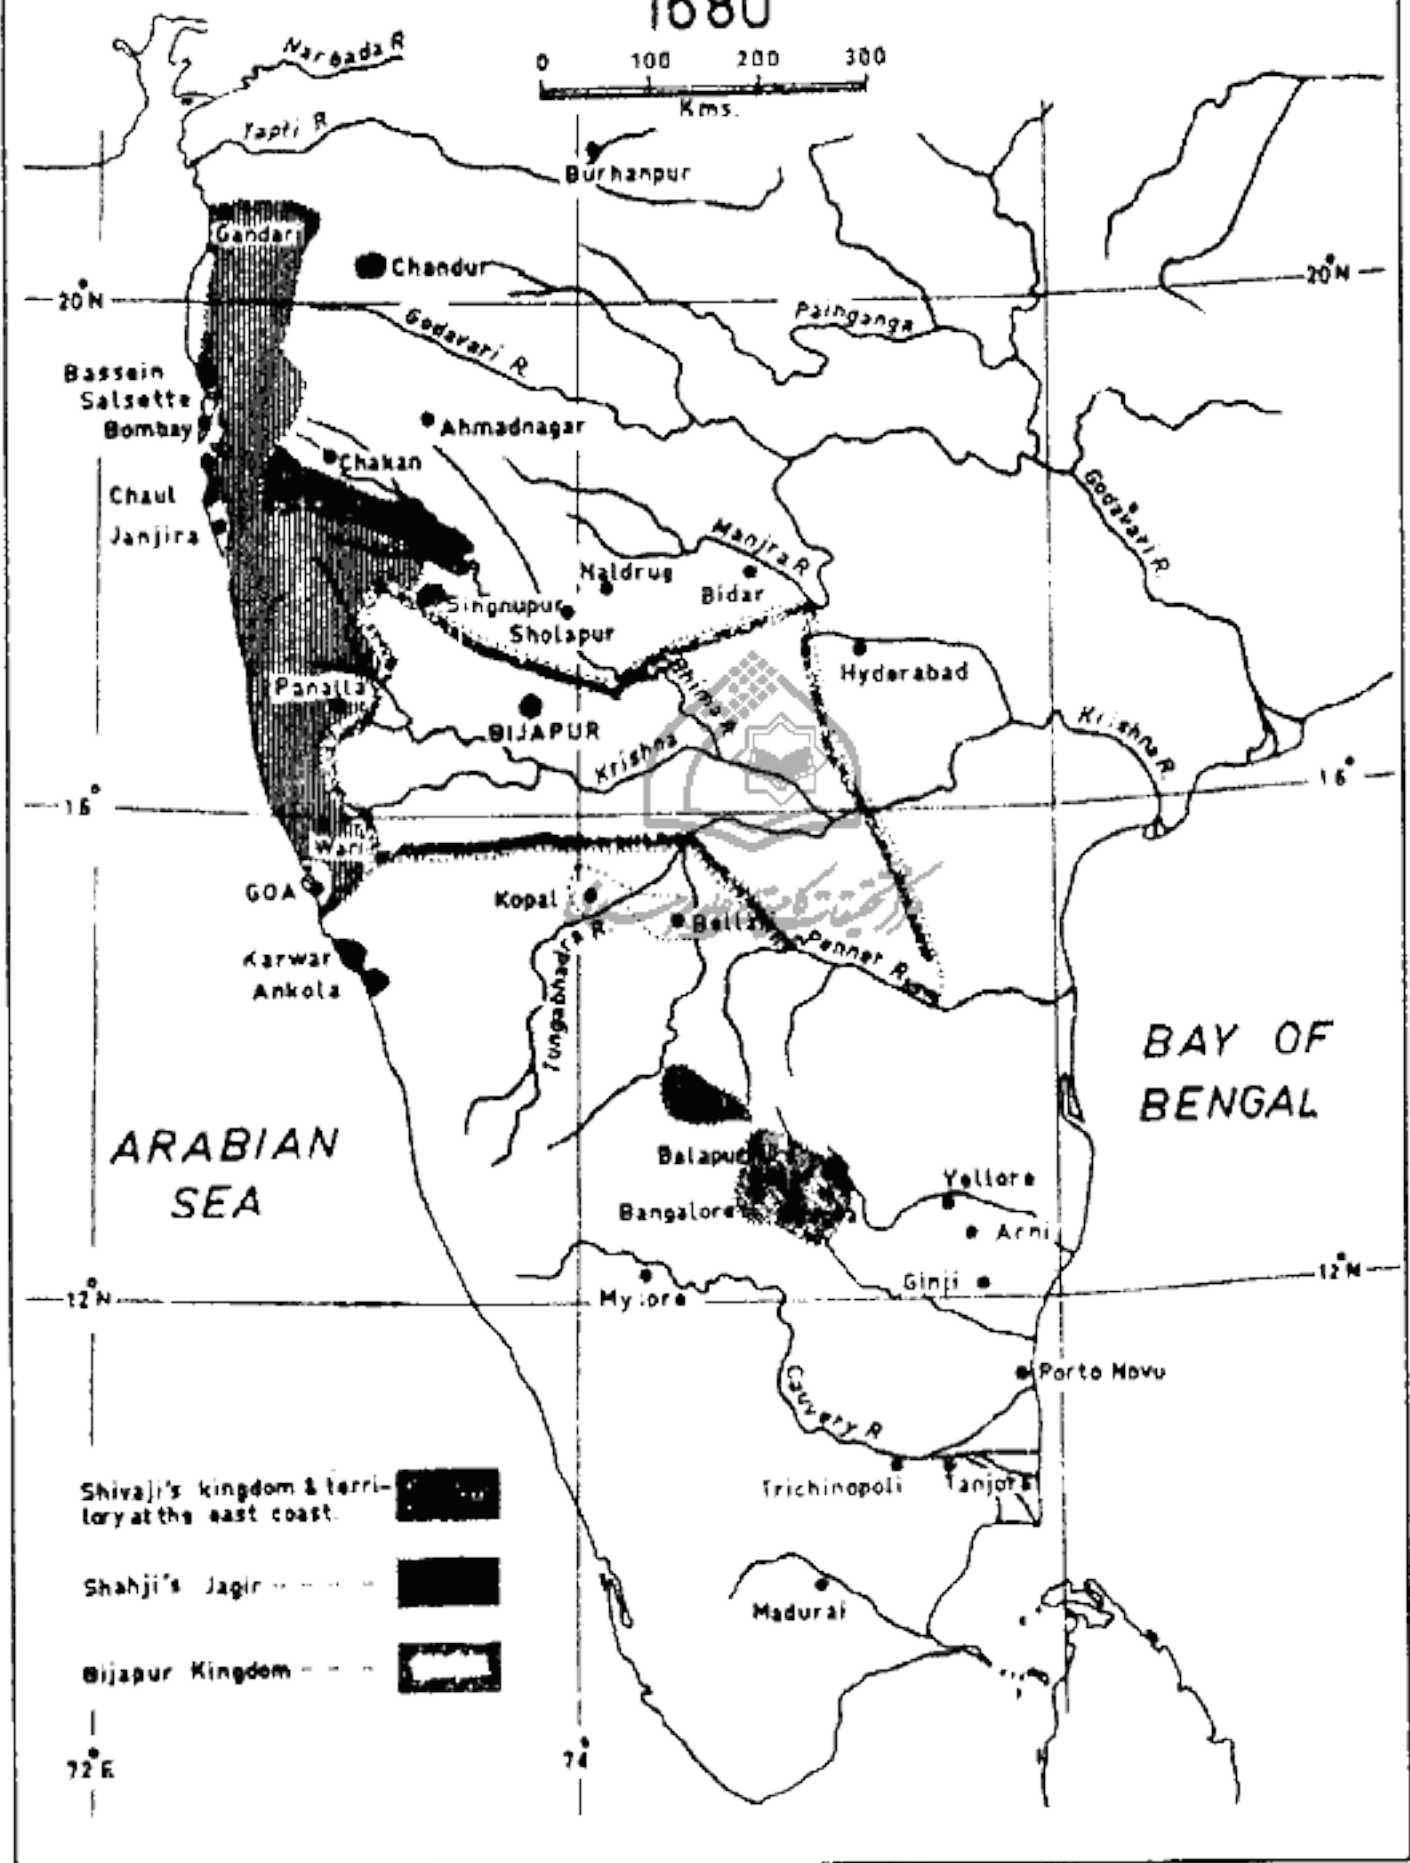 1680
0 100 200 300
Kms.
Narbada R
Tapti R
Burhanpur
Gandari
Chandur
20°N
20°N
Godavari R.
Painganga
Bassein
Salsette
Bombay
Ahmadnagar
Chakan
Chaul
Janjira
Godavari R.
Manjra R
Naldrug
Bidar
Singnupur
Sholapur
Hyderabad
Panalla
Bhima R
BIJAPUR
Krishna
Krishna R.
16°
16°
Wari
GOA
Kopal
Tungabhadra R.
Penner R.
Karwar
Ankola
BAY OF
BENGAL
ARABIAN
SEA
Balapur
Bangalore
Vellore
Arni
Ginji
12°N
12°N
Mysore
Porto Novu
Cauvery R
Trichinopoli
Tanjore
Shivaji's kingdom & terri-
tory at the east coast.
Shahji's Jagir
Bijapur Kingdom
Madurai
72°E
74°